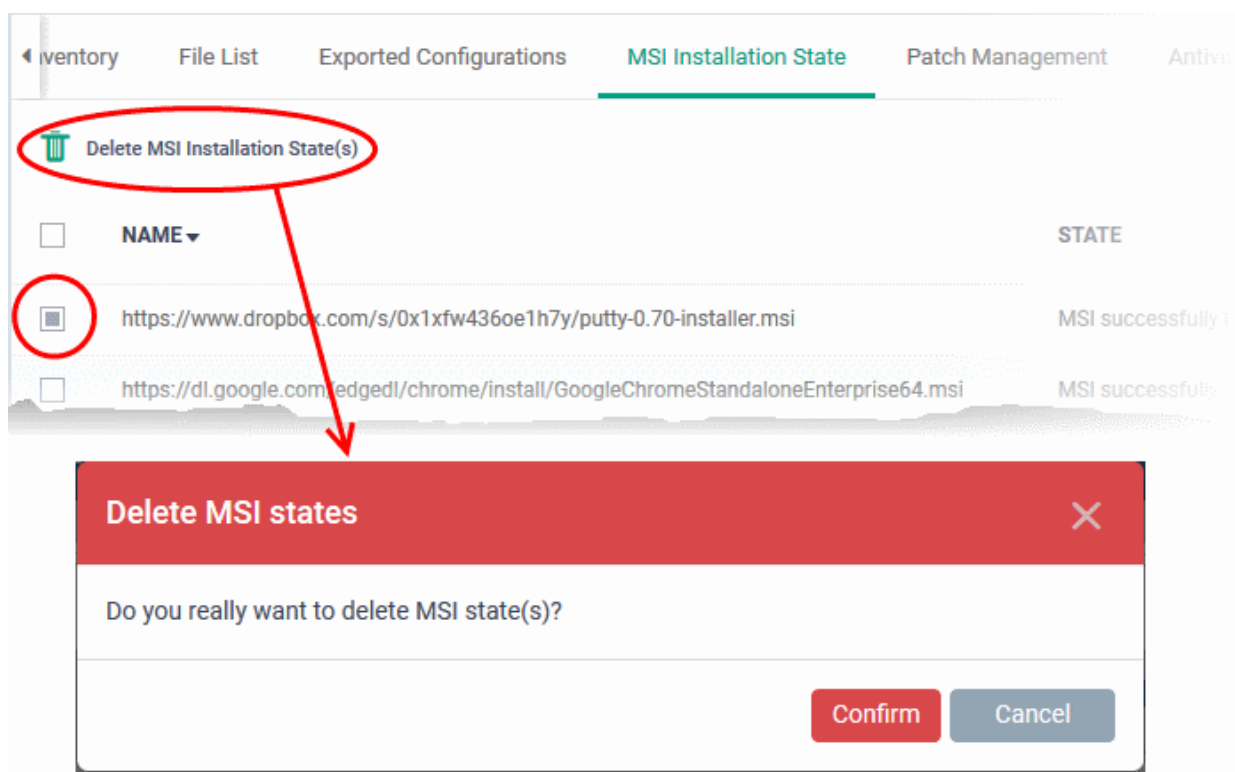 File List Exported Configurations MSI Installation State Patch Management
Delete MSI Installation State(s)
NAME STATE
https://www.dropbox.com/s/0x1xfw436oe1h7y/putty-0.70-installer.msi MSI successfully
https://dl.google.com/edgedl/chrome/install/GoogleChromeStandaloneEnterprise64.msi MSI successfully
Delete MSI states
Do you really want to delete MSI state(s)?
Confirm Cancel